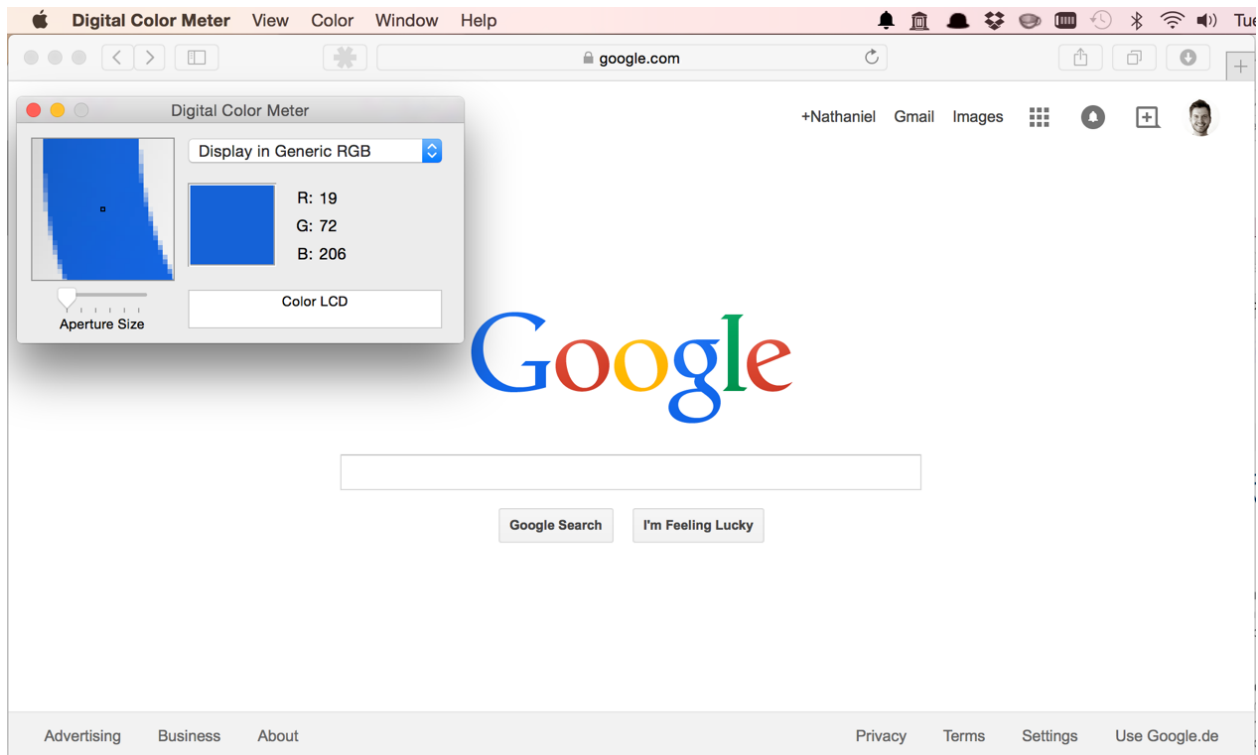 Digital Color Meter View Color Window Help Tue
google.com
Digital Color Meter
+Nathaniel Gmail Images
Display in Generic RGB
R: 19
G: 72
B: 206
Color LCD
Aperture Size
Google
Google Search I'm Feeling Lucky
Advertising Business About Privacy Terms Settings Use Google.de